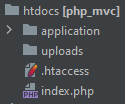 htdocs [php_mvc]
application
uploads
.htaccess
index.php